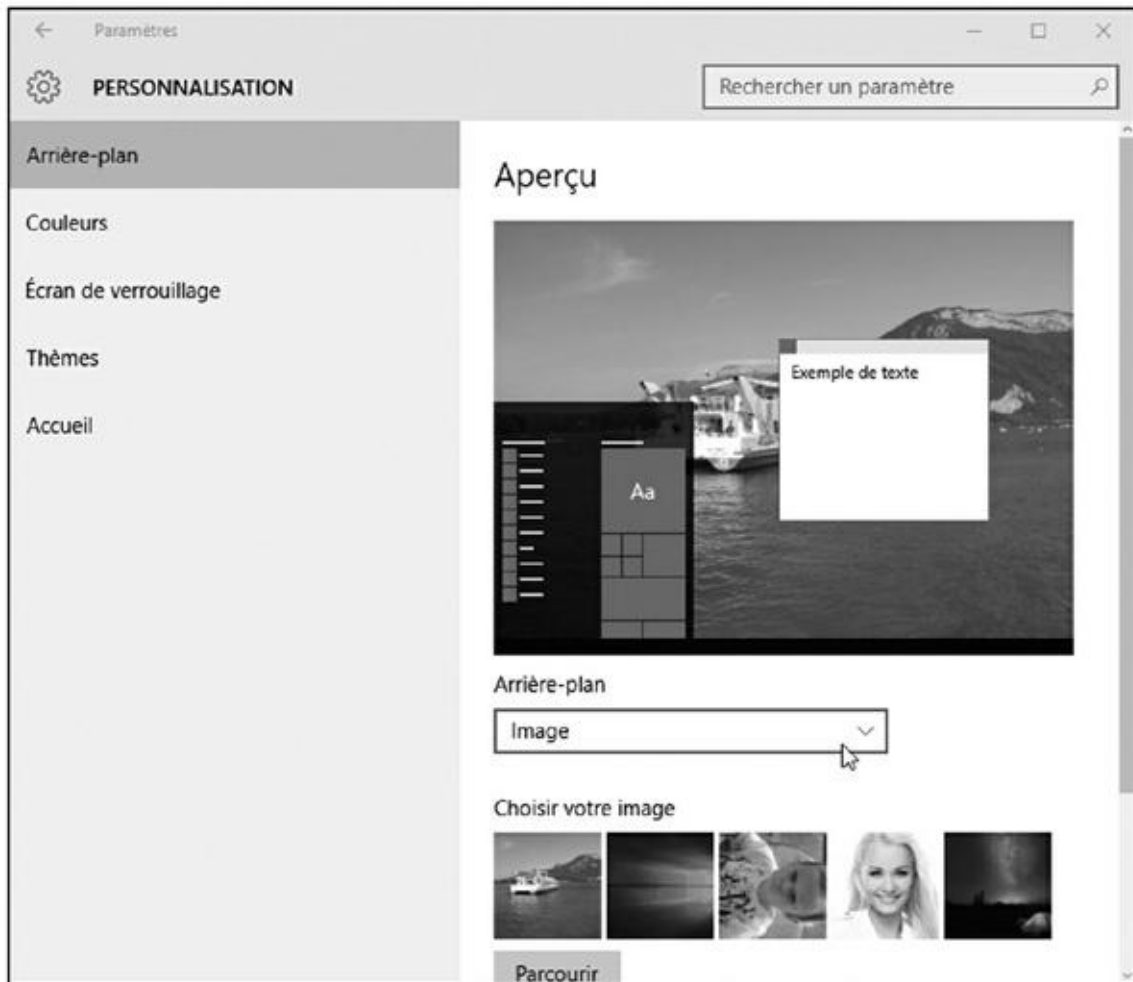 Paramètres
PERSONNALISATION
Rechercher un paramètre
Arrière-plan
Couleurs
Écran de verrouillage
Thèmes
Accueil
Aperçu
Exemple de texte
Aa
Arrière-plan
Image
Choisir votre image
Parcourir